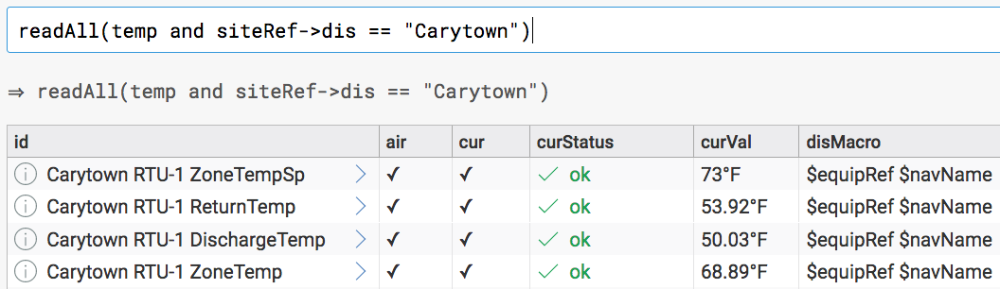 readAll(temp and siteRef->dis == "Carytown")
⇒ readAll(temp and siteRef->dis == "Carytown")
id air cur curStatus curVal disMacro
Carytown RTU-1 ZoneTempSp ✓ ✓ ok 73°F $equipRef $navName
Carytown RTU-1 ReturnTemp ✓ ✓ ok 53.92°F $equipRef $navName
Carytown RTU-1 DischargeTemp ✓ ✓ ok 50.03°F $equipRef $navName
Carytown RTU-1 ZoneTemp ✓ ✓ ok 68.89°F $equipRef $navName